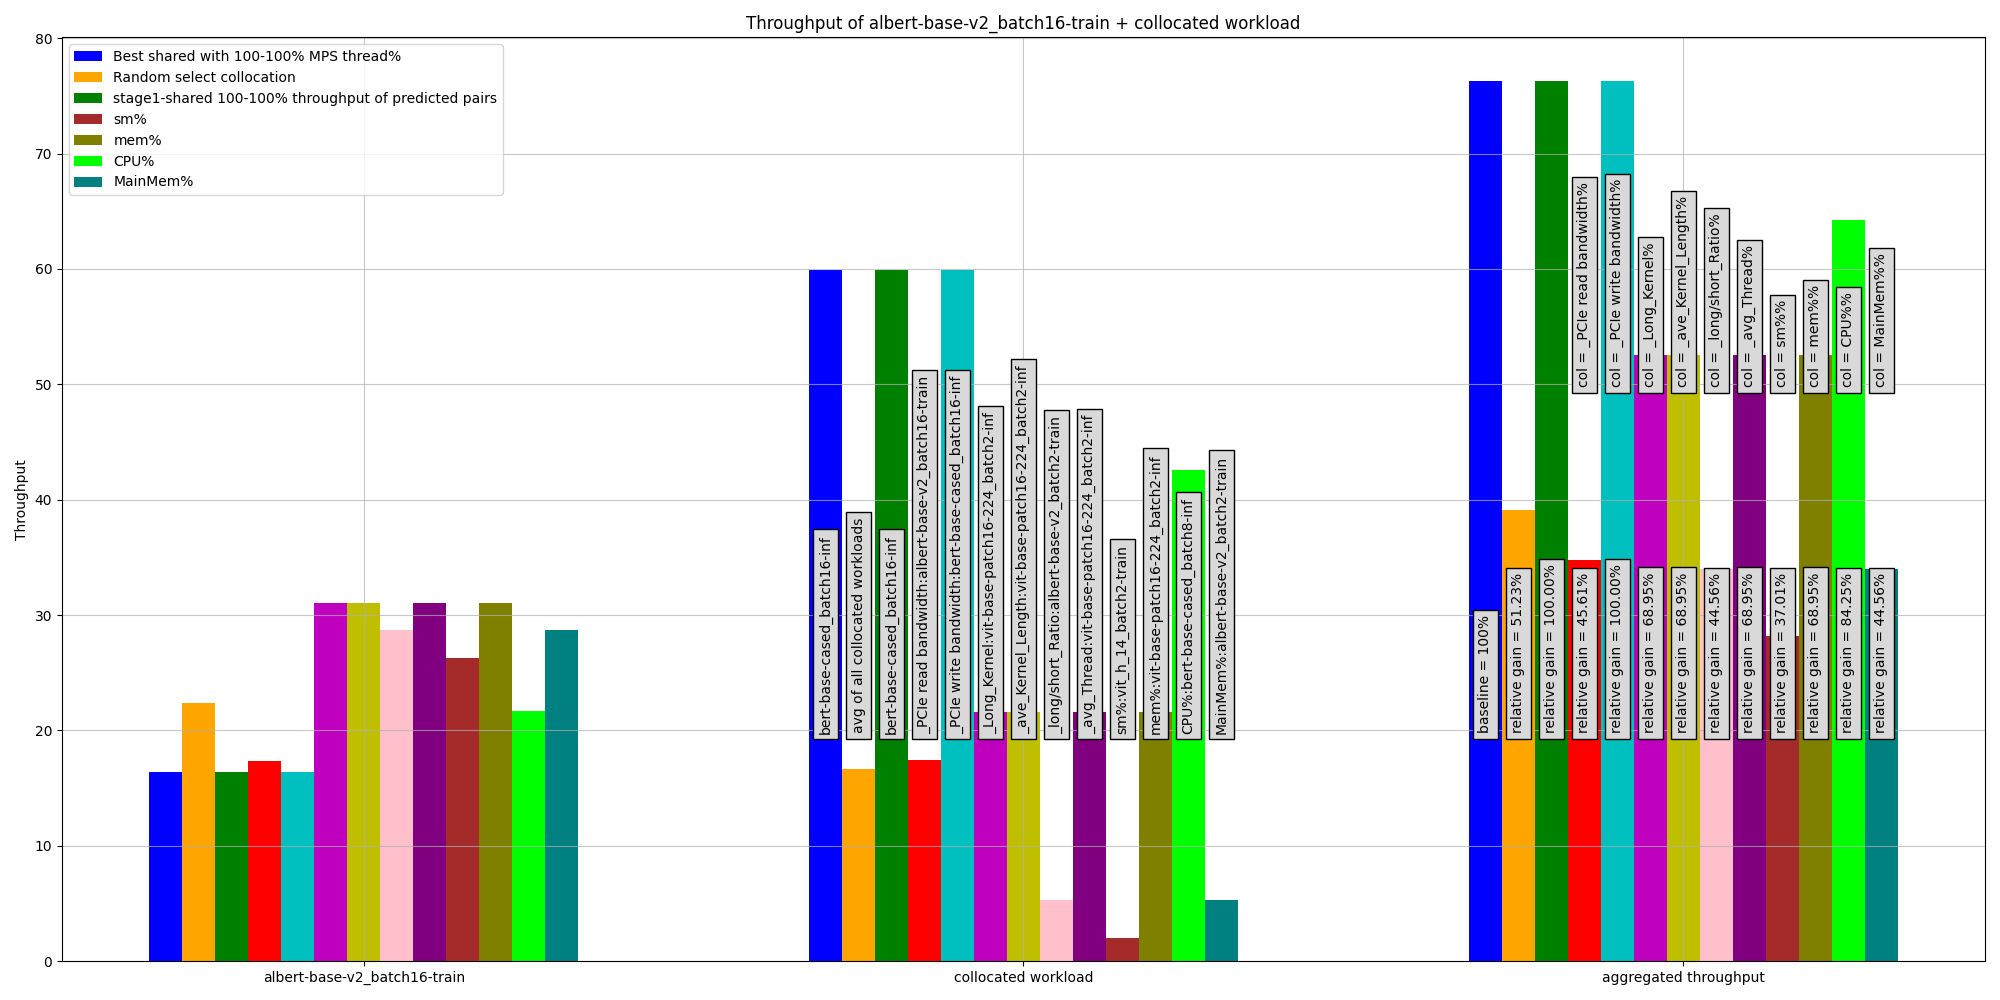 Throughput of albert-base-v2_batch16-train + collocated workload
Best shared with 100-100% MPS thread%
Random select collocation
stage1-shared 100-100% throughput of predicted pairs
sm%
mem%
CPU%
MainMem%
Throughput
80
70
60
50
40
30
20
10
0
bert-base-cased_batch16-inf
avg of all collocated workloads
bert-base-cased_batch16-inf
_PCIe read bandwidth:albert-base-v2_batch16-train
_PCIe write bandwidth:bert-base-cased_batch16-inf
_Long_Kernel:vit-base-patch16-224_batch2-inf
_ave_Kernel_Length:vit-base-patch16-224_batch2-inf
_long/short_Ratio:albert-base-v2_batch2-train
_avg_Thread:vit-base-patch16-224_batch2-inf
sm%:vit_h_14_batch2-train
mem%:vit-base-patch16-224_batch2-inf
CPU%:bert-base-cased_batch8-inf
MainMem%:albert-base-v2_batch2-train
col = _PCIe read bandwidth%
col = _PCIe write bandwidth%
col = _Long_Kernel%
col = _ave_Kernel_Length%
col = _long/short_Ratio%
col = _avg_Thread%
col = sm%%
col = mem%%
col = CPU%%
col = MainMem%%
baseline = 100%
relative gain = 51.23%
relative gain = 100.00%
relative gain = 45.61%
relative gain = 100.00%
relative gain = 68.95%
relative gain = 68.95%
relative gain = 44.56%
relative gain = 68.95%
relative gain = 37.01%
relative gain = 68.95%
relative gain = 84.25%
relative gain = 44.56%
albert-base-v2_batch16-train
collocated workload
aggregated throughput